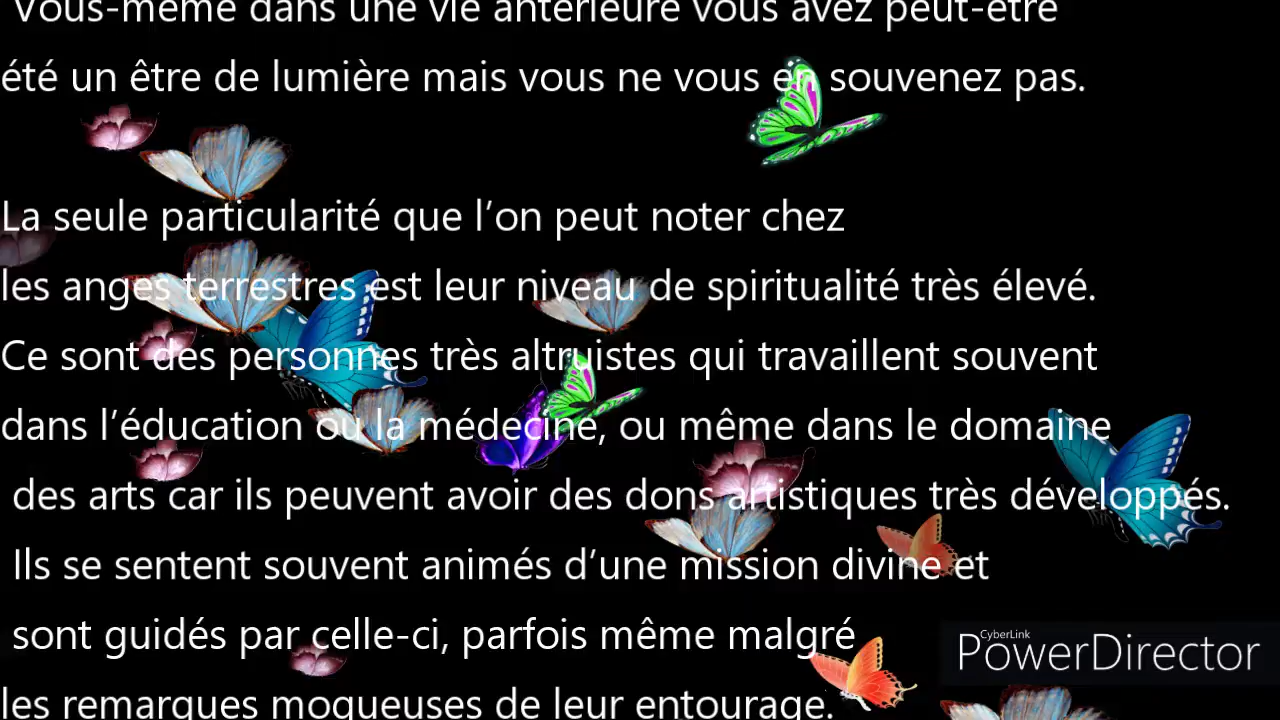 Vous-même dans une vie antérieure vous avez peut-être
été un être de lumière mais vous ne vous en souvenez pas.
La seule particularité que l’on peut noter chez
les anges terrestres est leur niveau de spiritualité très élevé.
Ce sont des personnes très altruistes qui travaillent souvent
dans l’éducation ou la médecine, ou même dans le domaine
des arts car ils peuvent avoir des dons artistiques très développés.
Ils se sentent souvent animés d’une mission divine et
sont guidés par celle-ci, parfois même malgré
les remarques moqueuses de leur entourage.
CyberLink
PowerDirector